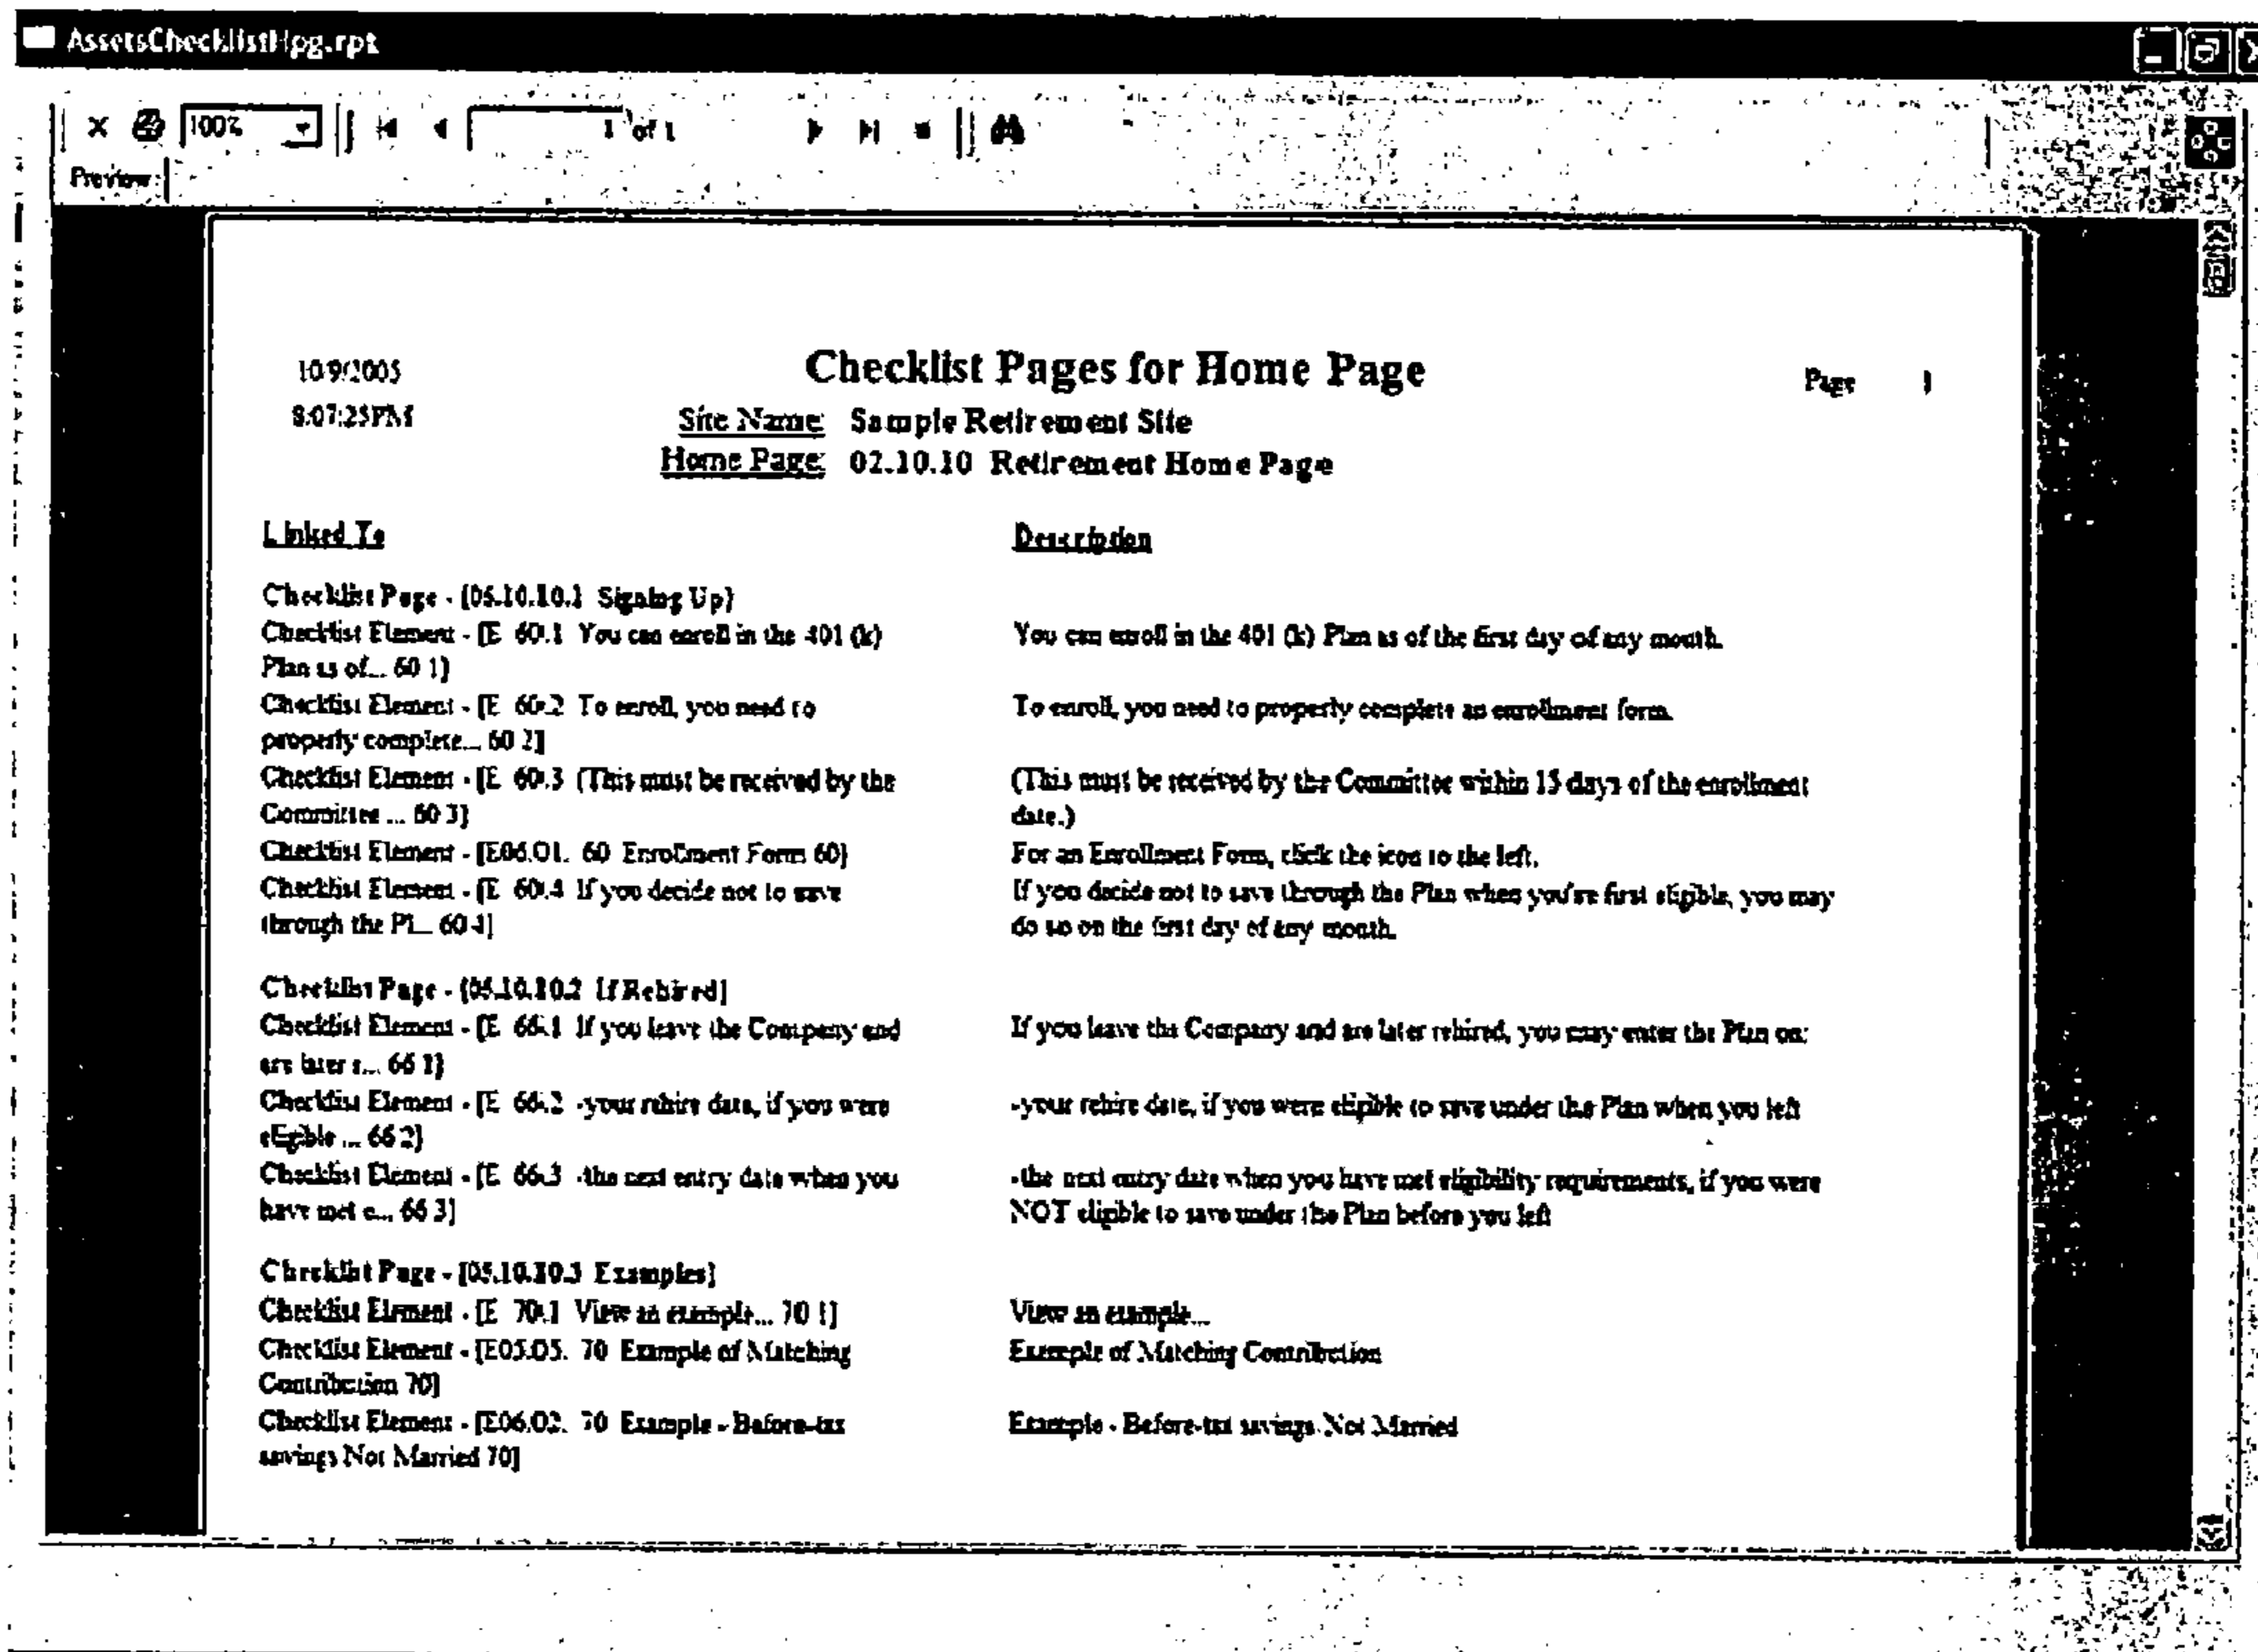 AssetsChecklistHpg.rpt
100%
1 of 1
Preview
10/9/2005
Checklist Pages for Home Page
Page 1
8:07:25PM
Site Name: Sample Retirement Site
Home Page: 02.10.10 Retirement Home Page
Linked To
Description
Checklist Page - [05.10.10.1 Signing Up]
Checklist Element - [E 60.1 You can enroll in the 401 (k)
Plan as of... 60 1]
You can enroll in the 401 (k) Plan as of the first day of any month.
Checklist Element - [E 60.2 To enroll, you need to
properly complete... 60 2]
To enroll, you need to properly complete an enrollment form.
Checklist Element - [E 60.3 (This must be received by the
Committee ... 60 3]
(This must be received by the Committee within 15 days of the enrollment
date.)
Checklist Element - [E06.01. 60 Enrollment Form 60]
For an Enrollment Form, click the icon to the left.
Checklist Element - [E 60.4 If you decide not to save
through the Pl... 60 4]
If you decide not to save through the Plan when you're first eligible, you may
do so on the first day of any month.
Checklist Page - [05.10.10.2 If Rehired]
Checklist Element - [E 66.1 If you leave the Company and
are later r... 66 1]
If you leave the Company and are later rehired, you may enter the Plan on:
Checklist Element - [E 66.2 -your rehire date, if you were
eligible ... 66 2]
-your rehire date, if you were eligible to save under the Plan when you left
Checklist Element - [E 66.3 -the next entry date when you
have met e... 66 3]
-the next entry date when you have met eligibility requirements, if you were
NOT eligible to save under the Plan before you left
Checklist Page - [05.10.10.3 Examples]
Checklist Element - [E 70.1 View an example... 70 1]
View an example...
Checklist Element - [E05.05. 70 Example of Matching
Contribution 70]
Example of Matching Contribution
Checklist Element - [E06.02. 70 Example - Before-tax
savings Not Married 70]
Example - Before-tax savings Not Married